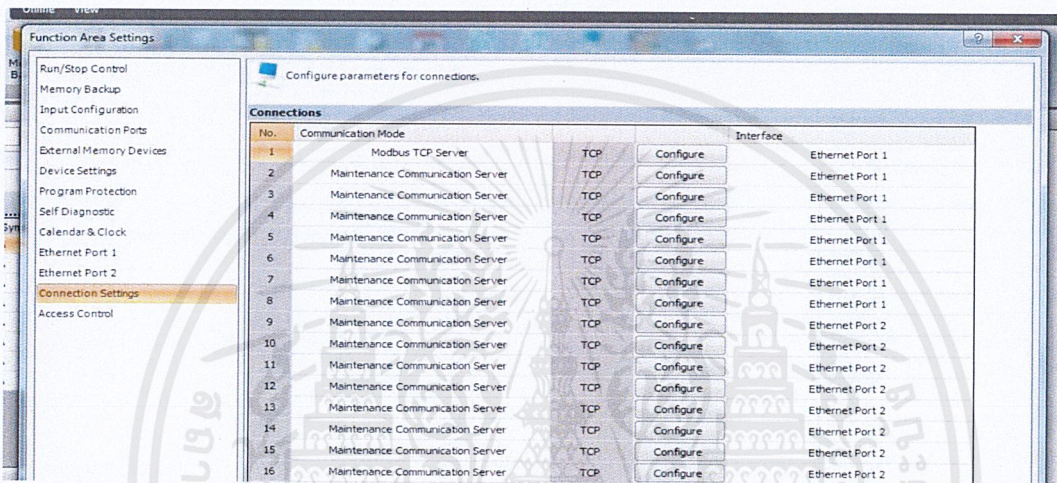 Online View
Function Area Settings
Run/Stop Control
Memory Backup
Input Configuration
Communication Ports
External Memory Devices
Device Settings
Program Protection
Self Diagnostic
Calendar & Clock
Ethernet Port 1
Ethernet Port 2
Connection Settings
Access Control
Configure parameters for connections.
Connections
No. Communication Mode Interface
1 Modbus TCP Server TCP Configure Ethernet Port 1
2 Maintenance Communication Server TCP Configure Ethernet Port 1
3 Maintenance Communication Server TCP Configure Ethernet Port 1
4 Maintenance Communication Server TCP Configure Ethernet Port 1
5 Maintenance Communication Server TCP Configure Ethernet Port 1
6 Maintenance Communication Server TCP Configure Ethernet Port 1
7 Maintenance Communication Server TCP Configure Ethernet Port 1
8 Maintenance Communication Server TCP Configure Ethernet Port 1
9 Maintenance Communication Server TCP Configure Ethernet Port 2
10 Maintenance Communication Server TCP Configure Ethernet Port 2
11 Maintenance Communication Server TCP Configure Ethernet Port 2
12 Maintenance Communication Server TCP Configure Ethernet Port 2
13 Maintenance Communication Server TCP Configure Ethernet Port 2
14 Maintenance Communication Server TCP Configure Ethernet Port 2
15 Maintenance Communication Server TCP Configure Ethernet Port 2
16 Maintenance Communication Server TCP Configure Ethernet Port 2